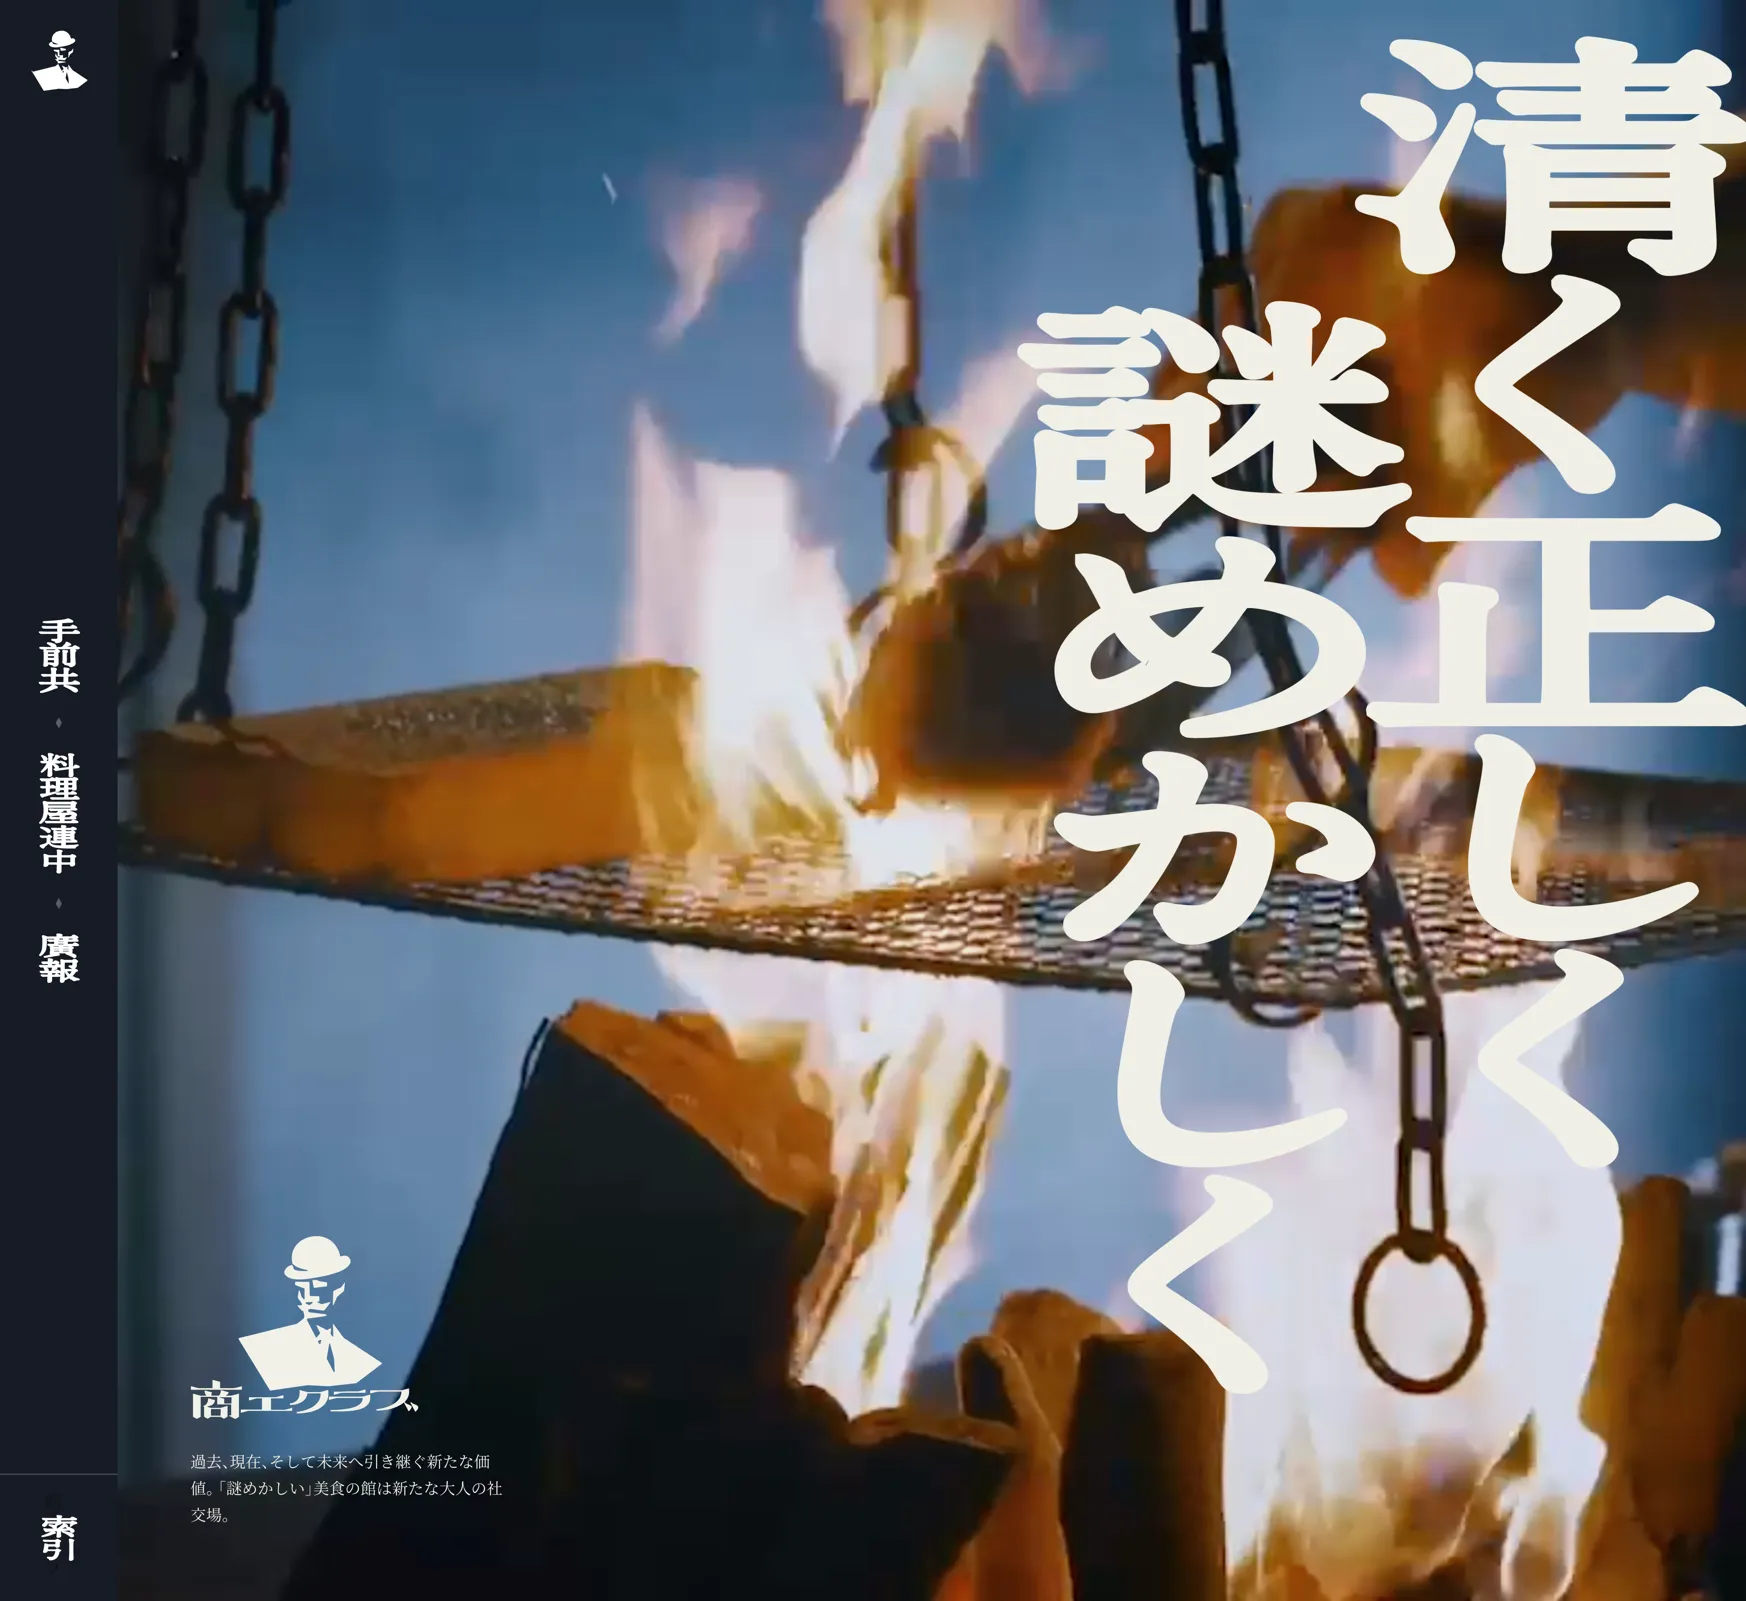 清く正しく
謎めかしく
手前共
料理屋連中
廣報
索引
商エクラブ
過去、現在、そして未来へ引き継ぐ新たな価
値。「謎めかしい」美食の館は新たな大人の社
交場。